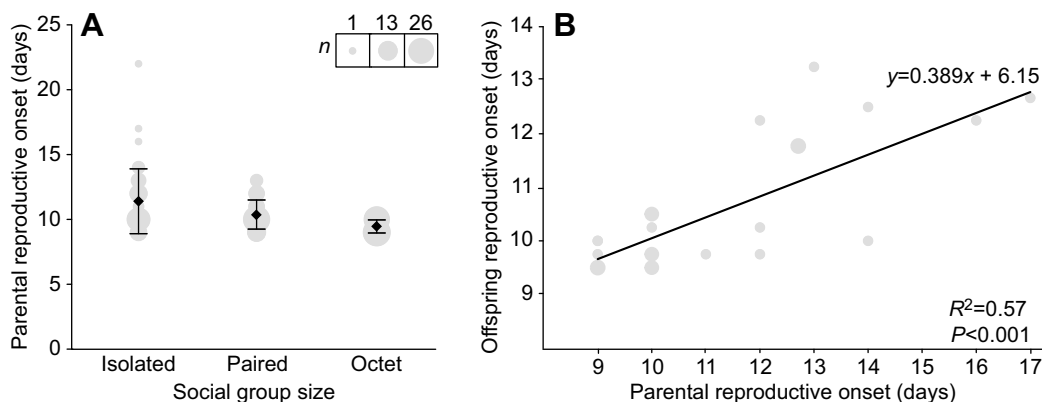 A
Parental reproductive onset (days)
25
20
15
10
5
0
n
1 13 26
Isolated Paired Octet
Social group size
B
Offspring reproductive onset (days)
14
13
12
11
10
9
y=0.389x + 6.15
R²=0.57
P<0.001
9 10 11 12 13 14 15 16 17
Parental reproductive onset (days)